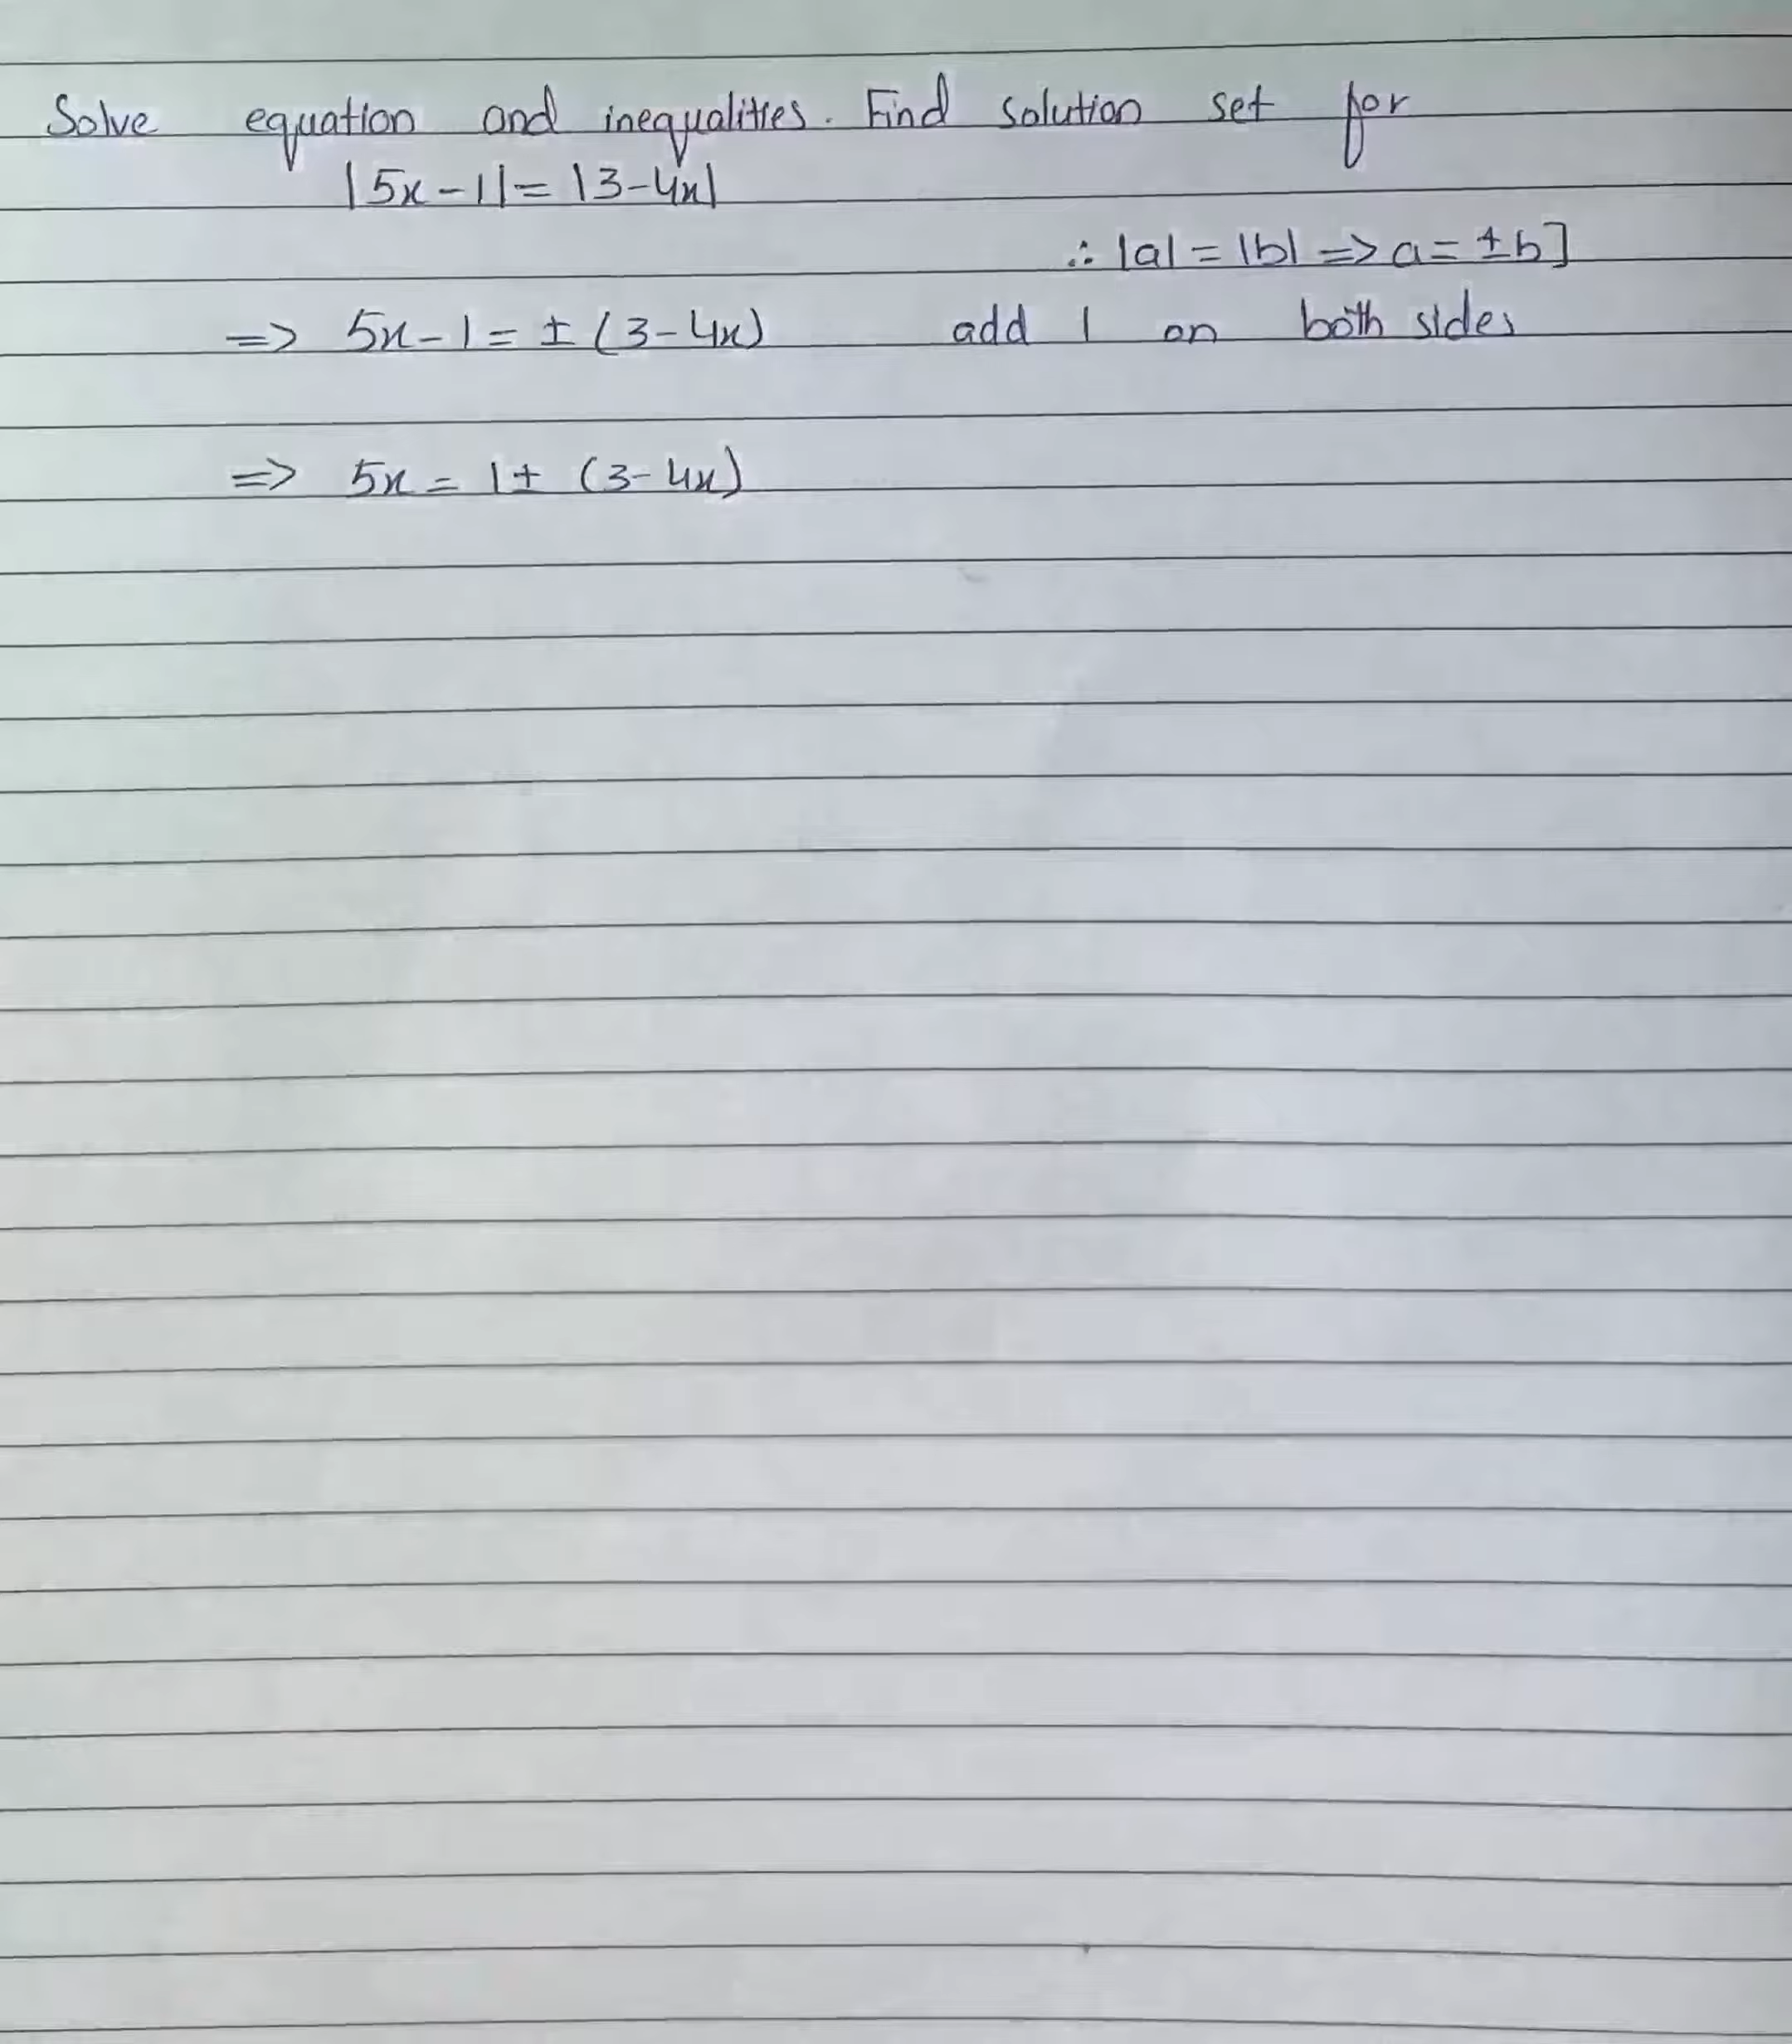 Solve equation and inequalities. Find solution set for
|5x-1|= |3-4x|
∴ |a| = |b| => a= ±b]
=> 5x-1= ± (3-4x) add 1 on both sides
=> 5x= 1± (3-4x)